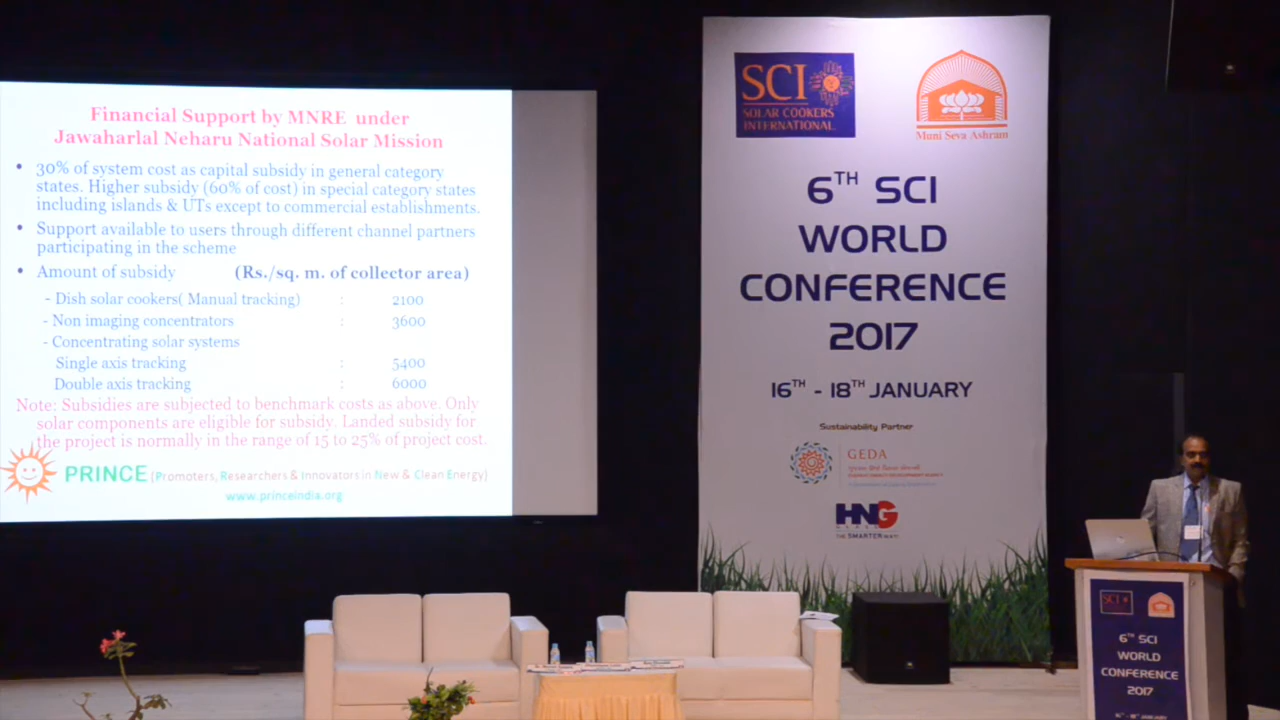 Financial Support by MNRE under
Jawaharlal Neharu National Solar Mission
• 30% of system cost as capital subsidy in general category
states. Higher subsidy (60% of cost) in special category states
including islands & UTs except to commercial establishments.
• Support available to users through different channel partners
participating in the scheme
• Amount of subsidy (Rs./sq. m. of collector area)
- Dish solar cookers( Manual tracking) : 2100
- Non imaging concentrators : 3600
- Concentrating solar systems
Single axis tracking : 5400
Double axis tracking : 6000
Note: Subsidies are subjected to benchmark costs as above. Only
solar components are eligible for subsidy. Landed subsidy for
the project is normally in the range of 15 to 25% of project cost.
PRINCE (Promoters, Researchers & Innovators in New & Clean Energy)
www.princeindia.org
SCI
SOLAR COOKERS
INTERNATIONAL
Muni Seva Ashram
6TH SCI
WORLD
CONFERENCE
2017
16TH - 18TH JANUARY
Sustainability Partner
GEDA
HNG
THE SMARTER
SCI
6TH SCI
WORLD
CONFERENCE
2017
16TH - 18TH JANUARY